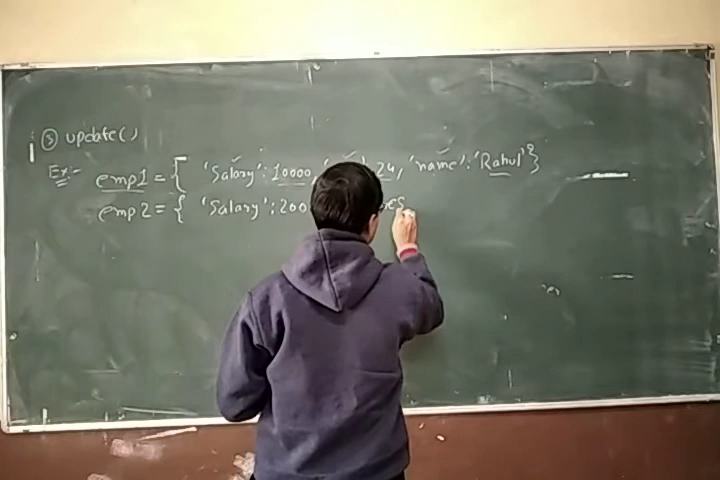 ③ update()
Ex:- emp1 = { 'Salary': 10000, 24, 'name': 'Rahul' }
emp2 = { 'Salary': 200